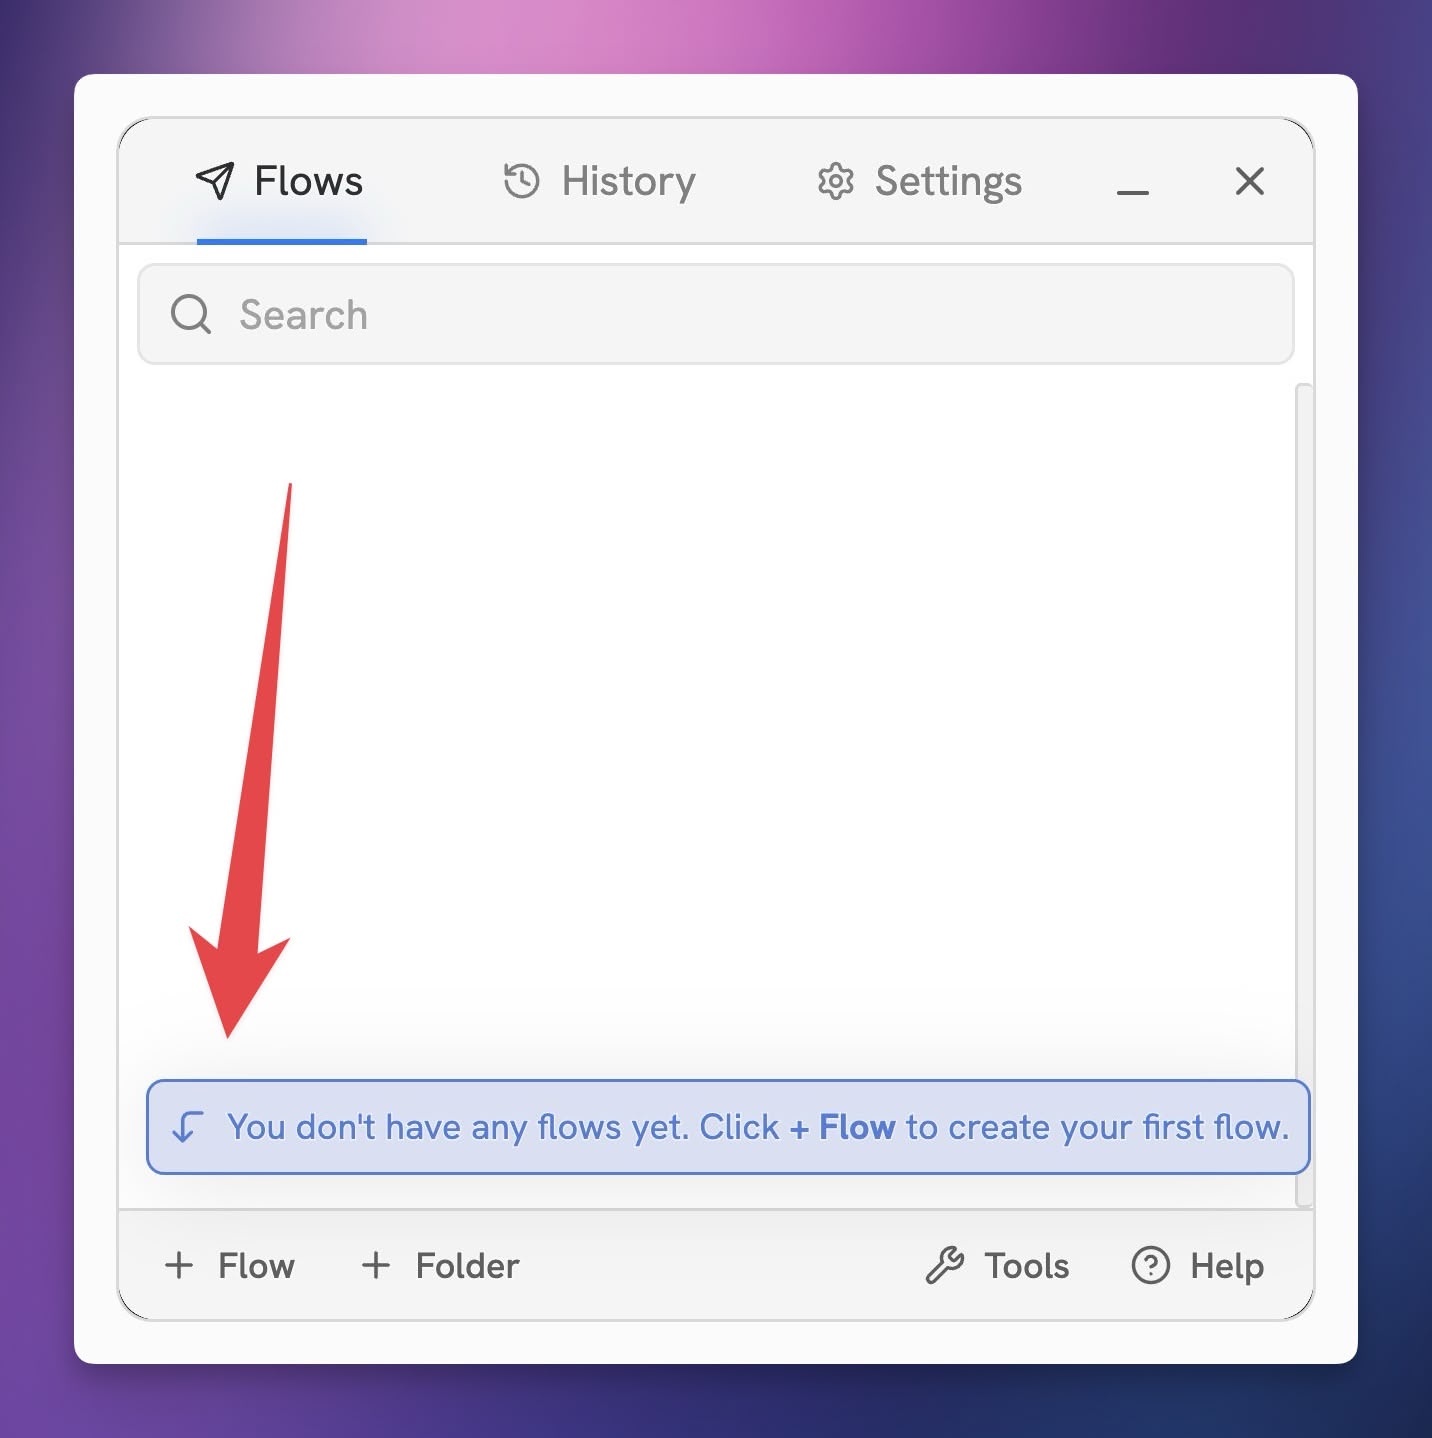 Flows History Settings
Search
You don't have any flows yet. Click + Flow to create your first flow.
+ Flow + Folder Tools Help